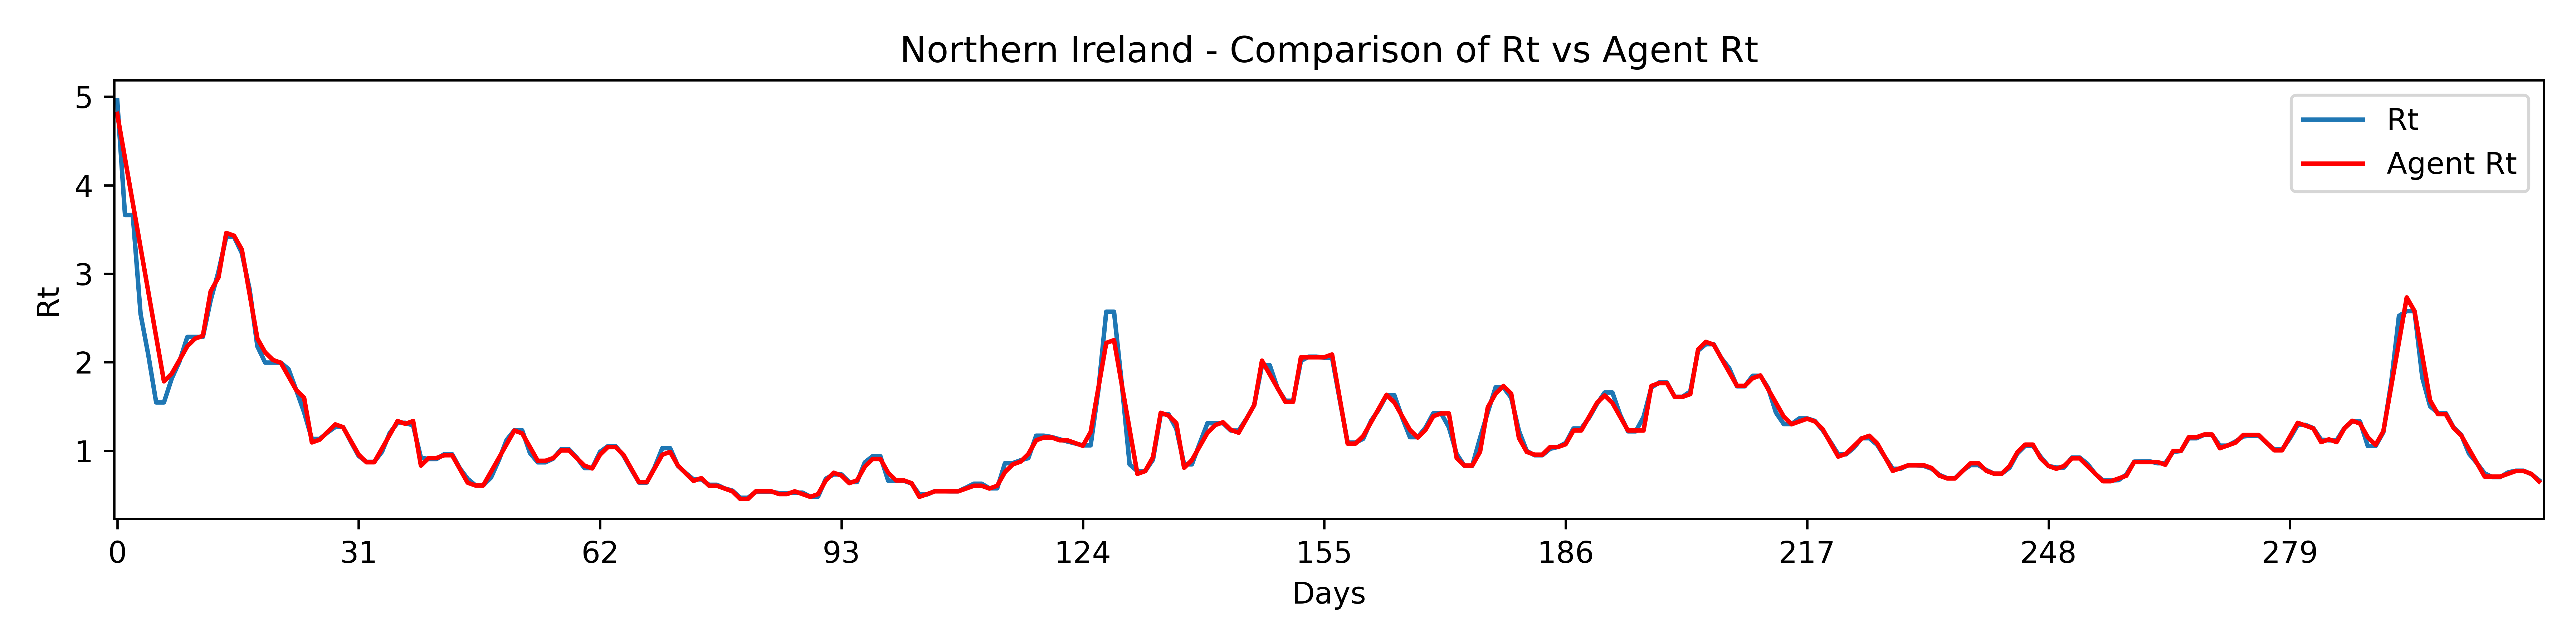 Northern Ireland - Comparison of Rt vs Agent Rt
5
4
3
2
1
Rt
Rt
Agent Rt
0 31 62 93 124 155 186 217 248 279
Days